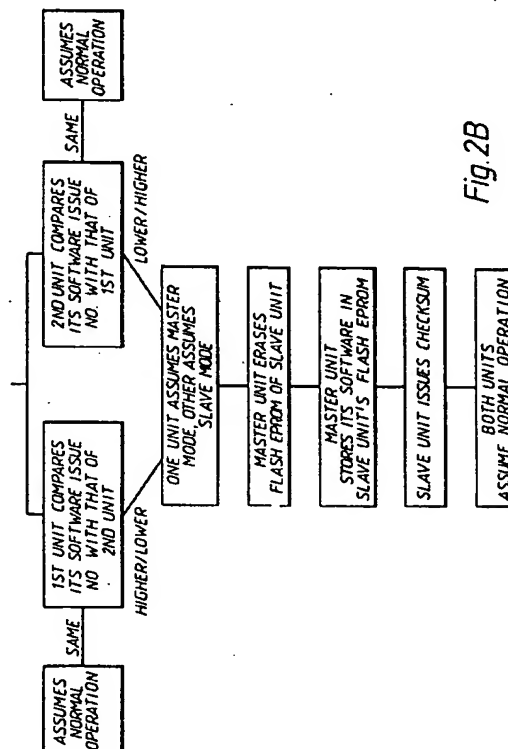 ASSUMES
NORMAL
OPERATION
SAME
1ST UNIT COMPARES
ITS SOFTWARE ISSUE
NO WITH THAT OF
2ND UNIT
HIGHER/LOWER
2ND UNIT COMPARES
ITS SOFTWARE ISSUE
NO. WITH THAT OF
1ST UNIT
LOWER/HIGHER
SAME
ASSUMES
NORMAL
OPERATION
ONE UNIT ASSUMES MASTER
MODE, OTHER ASSUMES
SLAVE MODE
MASTER UNIT ERASES
FLASH EPROM OF SLAVE UNIT
MASTER UNIT
STORES ITS SOFTWARE IN
SLAVE UNIT'S FLASH EPROM
SLAVE UNIT ISSUES CHECKSUM
BOTH UNITS
ASSUME NORMAL OPERATION
Fig.2B